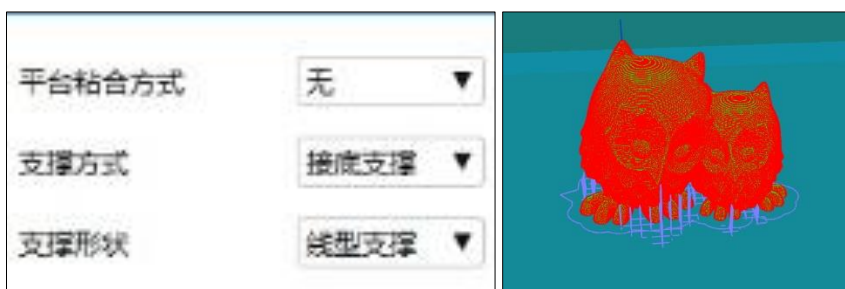 平台粘合方式 无 ▼
支撑方式 接底支撑 ▼
支撑形状 线型支撑 ▼